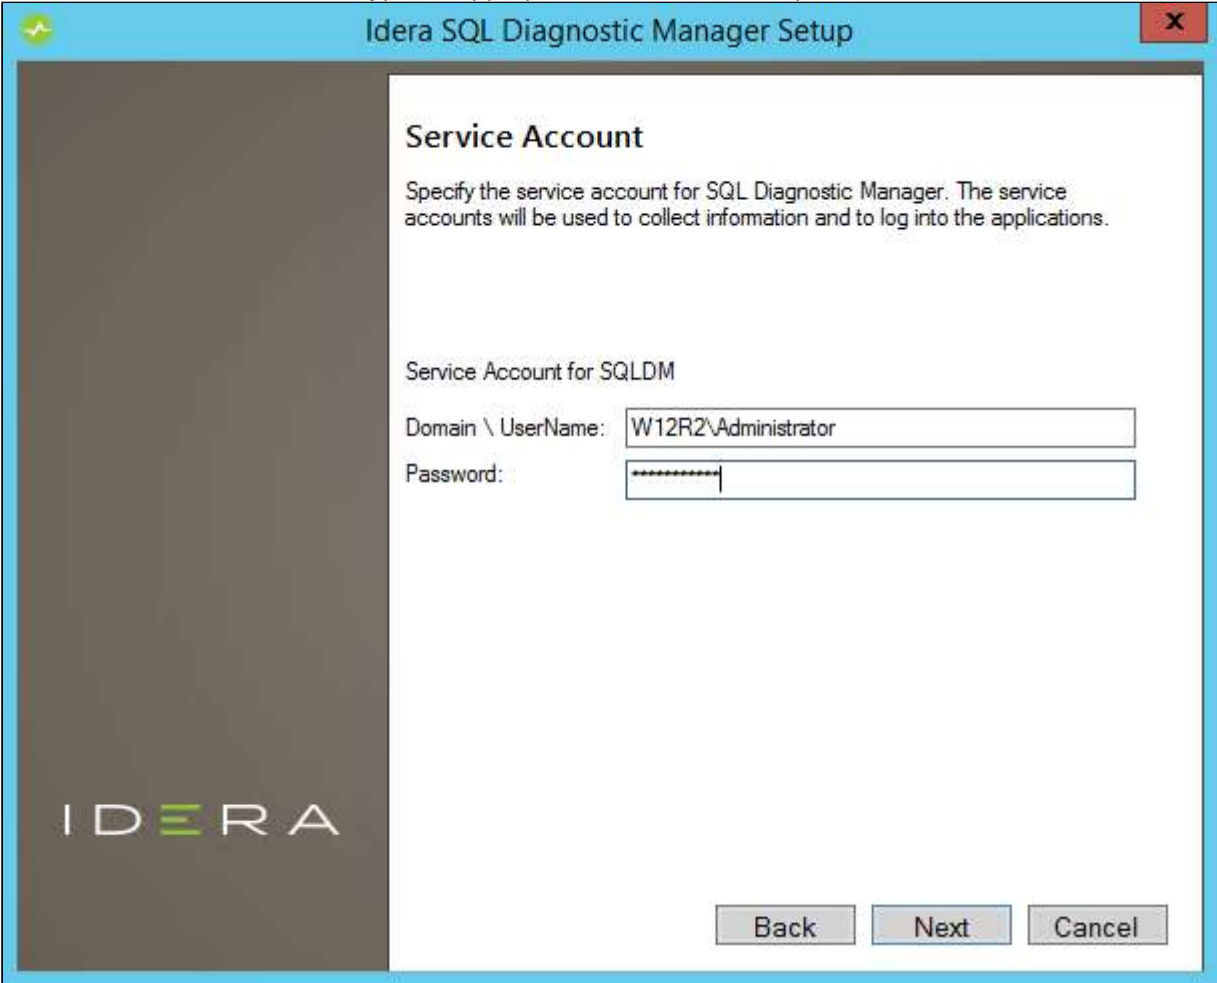 Idera SQL Diagnostic Manager Setup
X
Service Account
Specify the service account for SQL Diagnostic Manager. The service
accounts will be used to collect information and to log into the applications.
Service Account for SQLDM
Domain \ UserName: W12R2\Administrator
Password: ***********
IDERA
Back Next Cancel